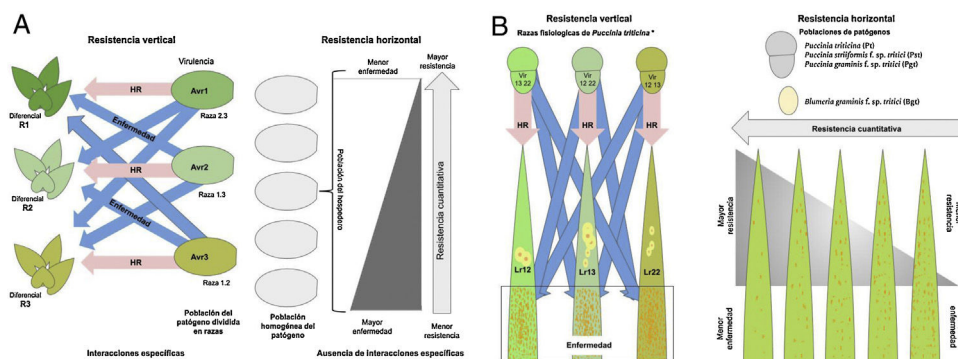 A
Resistencia vertical
Virulencia
Diferencial
R1
HR
Avr1
Raza 2.3
Enfermedad
Diferencial
R2
HR
Avr2
Raza 1.3
Enfermedad
Diferencial
R3
HR
Avr3
Raza 1.2
Población del
patógeno dividida
en razas
Interacciones específicas
Resistencia horizontal
Menor
enfermedad
Mayor
resistencia
Población del
hospedero
Resistencia cuantitativa
Mayor
enfermedad
Menor
resistencia
Población
homogénea del
patógeno
Ausencia de interacciones específicas
B
Resistencia vertical
Razas fisiologicas de Puccinia triticina *
Vir
13 22
Vir
12 22
Vir
12 13
HR
HR
HR
Lr12
Lr13
Lr22
Enfermedad
Resistencia horizontal
Poblaciones de patógenos
Puccinia triticina (Pt)
Puccinia striiformis f. sp. tritici (Pst)
Puccinia graminis f. sp. tritici (Pgt)
Blumeria graminis f. sp. tritici (Bgt)
Resistencia cuantitativa
Mayor
resistencia
resistencia
Menor
enfermedad
enfermedad